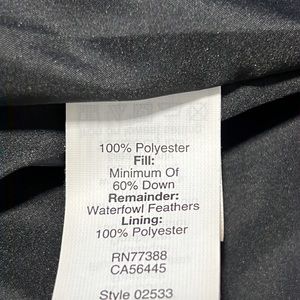 100% Polyester
Fill:
Minimum Of
60% Down
Remainder:
Waterfowl Feathers
Lining:
100% Polyester
RN77388
CA56445
Style 02533